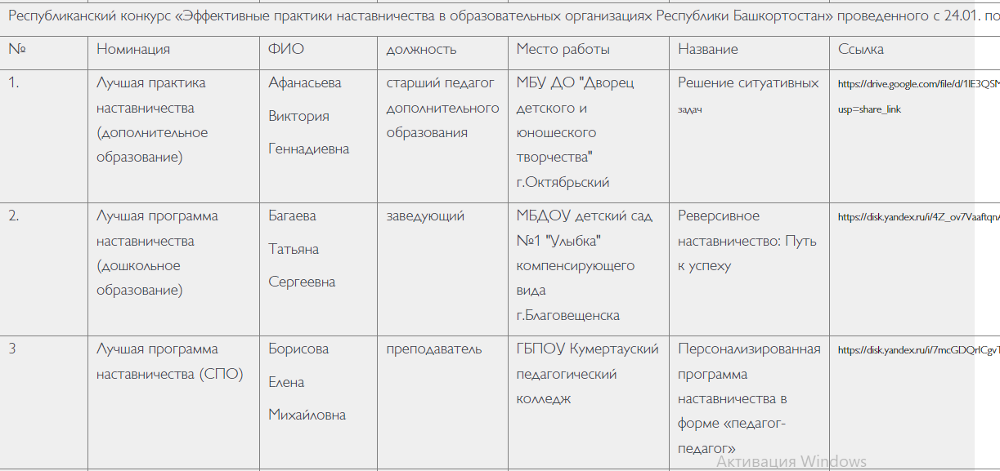 Республиканский конкурс «Эффективные практики наставничества в образовательных организациях Республики Башкортостан» проведенного с 24.01. по
№ Номинация ФИО должность Место работы Название Ссылка
1.
Лучшая практика
наставничества
(дополнительное
образование)
Афанасьева
Виктория
Геннадиевна
старший педагог
дополнительного
образования
МБУ ДО "Дворец
детского и
юношеского
творчества"
г.Октябрьский
Решение ситуативных
задач
https://drive.google.com/file/d/1IE3QSM
usp=share_link
2.
Лучшая программа
наставничества
(дошкольное
образование)
Багаева
Татьяна
Сергеевна
заведующий
МБДОУ детский сад
№1 "Улыбка"
компенсирующего
вида
г.Благовещенска
Реверсивное
наставничество: Путь
к успеху
https://disk.yandex.ru/i/4Z_ov7VaaftqnA
3
Лучшая программа
наставничества (СПО)
Борисова
Елена
Михайловна
преподаватель
ГБПОУ Кумертауский
педагогический
колледж
Персонализированная
программа
наставничества в
форме «педагог-
педагог»
https://disk.yandex.ru/i/7mcGDQrICgvT
Активация Windows